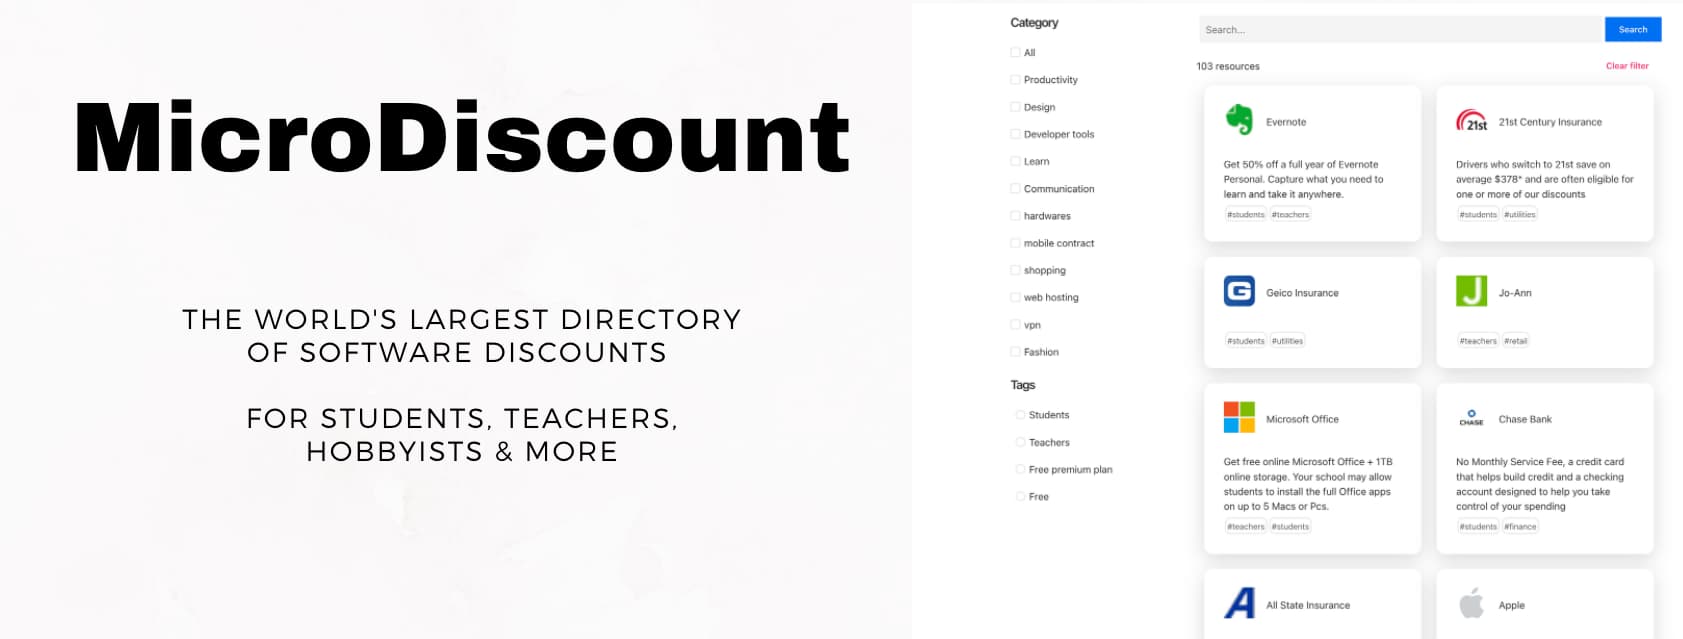 MicroDiscount
THE WORLD'S LARGEST DIRECTORY
OF SOFTWARE DISCOUNTS
FOR STUDENTS, TEACHERS,
HOBBYISTS & MORE
Category
All
Productivity
Design
Developer tools
Learn
Communication
hardwares
mobile contract
shopping
web hosting
vpn
Fashion
Tags
Students
Teachers
Free premium plan
Free
Search...
Search
103 resources
Clear filter
Evernote
Get 50% off a full year of Evernote
Personal. Capture what you need to
learn and take it anywhere.
#students #teachers
21st
21st Century Insurance
Drivers who switch to 21st save on
average $378* and are often eligible for
one or more of our discounts
#students #utilities
G
Geico Insurance
#students #utilities
J
Jo-Ann
#teachers #retail
Microsoft Office
Get free online Microsoft Office + 1TB
online storage. Your school may allow
students to install the full Office apps
on up to 5 Macs or Pcs.
#teachers #students
CHASE
Chase Bank
No Monthly Service Fee, a credit card
that helps build credit and a checking
account designed to help you take
control of your spending
#students #finance
A
All State Insurance
Apple